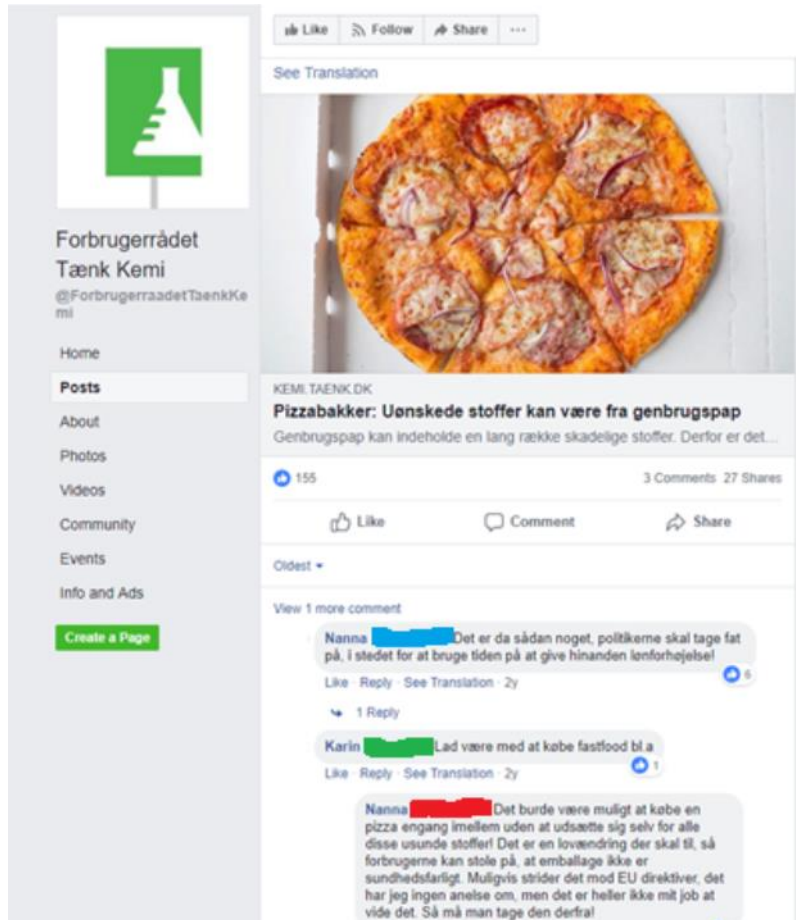 Like Follow Share ...
See Translation
Forbrugerrådet
Tænk Kemi
@ForbrugerraadetTaenkKe
mi
Home
Posts
About
Photos
Videos
Community
Events
Info and Ads
Create a Page
KEMI.TAENK.DK
Pizzabakker: Uønskede stoffer kan være fra genbrugspap
Genbrugspap kan indeholde en lang række skadelige stoffer. Derfor er det...
155 3 Comments 27 Shares
Like Comment Share
Oldest
View 1 more comment
Nanna Det er da sådan noget, politikerne skal tage fat
på, i stedet for at bruge tiden på at give hinanden lønforhøjelse!
Like · Reply · See Translation · 2y
6
1 Reply
Karin Lad være med at købe fastfood bl.a
Like · Reply · See Translation · 2y
1
Nanna Det burde være muligt at købe en
pizza engang imellem uden at udsætte sig selv for alle
disse usunde stoffer! Det er en lovændring der skal til, så
forbrugerne kan stole på, at emballage ikke er
sundhedsfarligt. Muligvis strider det mod EU direktiver, det
har jeg ingen anelse om, men det er heller ikke mit job at
vide det. Så må man tage den derfra!